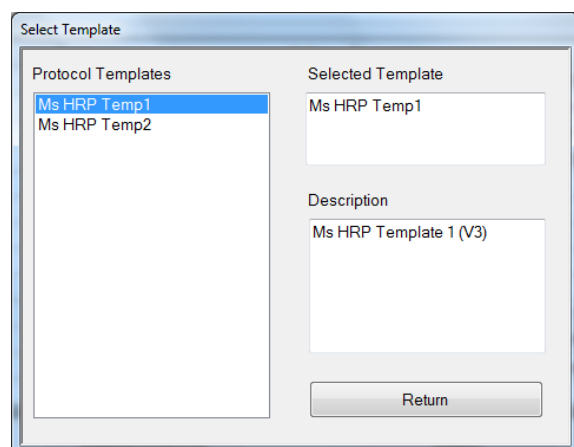 Select Template
Protocol Templates
Ms HRP Temp1
Ms HRP Temp2
Selected Template
Ms HRP Temp1
Description
Ms HRP Template 1 (V3)
Return